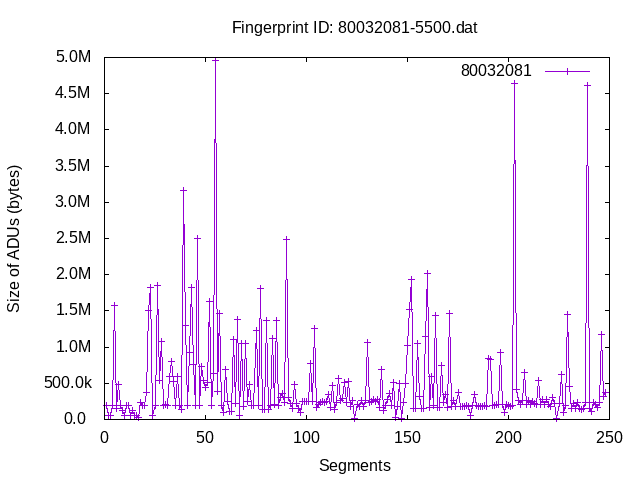 Fingerprint ID: 80032081-5500.dat
80032081
Size of ADUs (bytes)
5.0M
4.5M
4.0M
3.5M
3.0M
2.5M
2.0M
1.5M
1.0M
500.0k
0.0
0 50 100 150 200 250
Segments